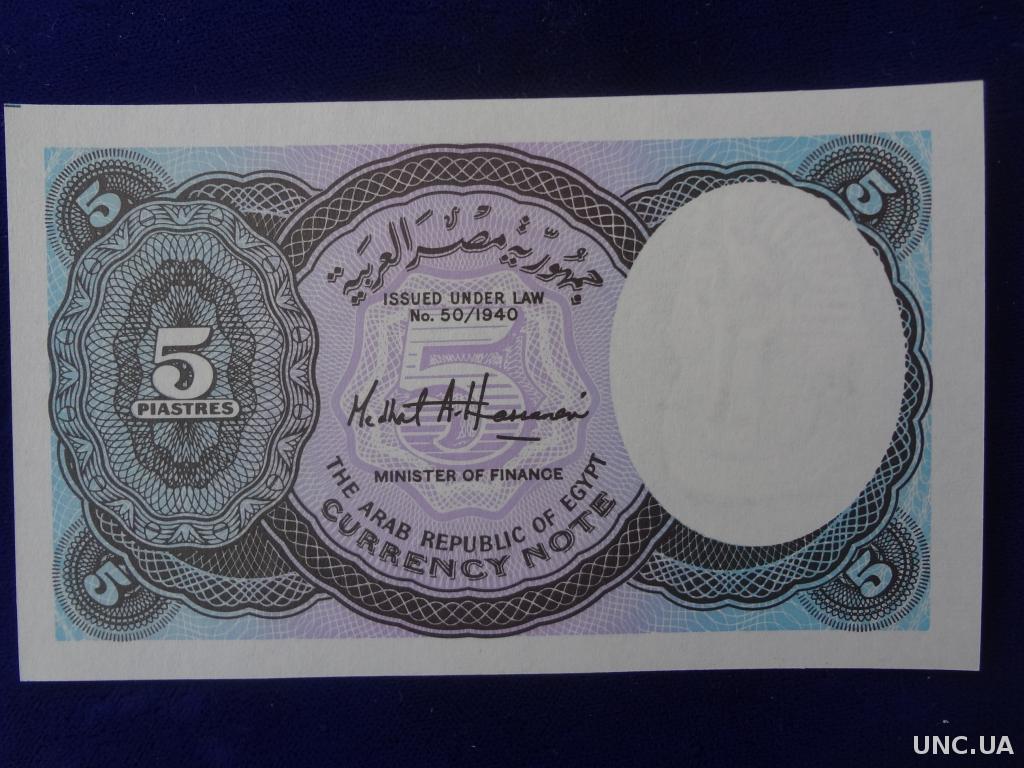 5
5
جمهورية مصر العربية
ISSUED UNDER LAW
No. 50/1940
5
5
PIASTRES
Medhat A. Hassanein
MINISTER OF FINANCE
THE ARAB REPUBLIC OF EGYPT
CURRENCY NOTE
5
5
UNC.UA